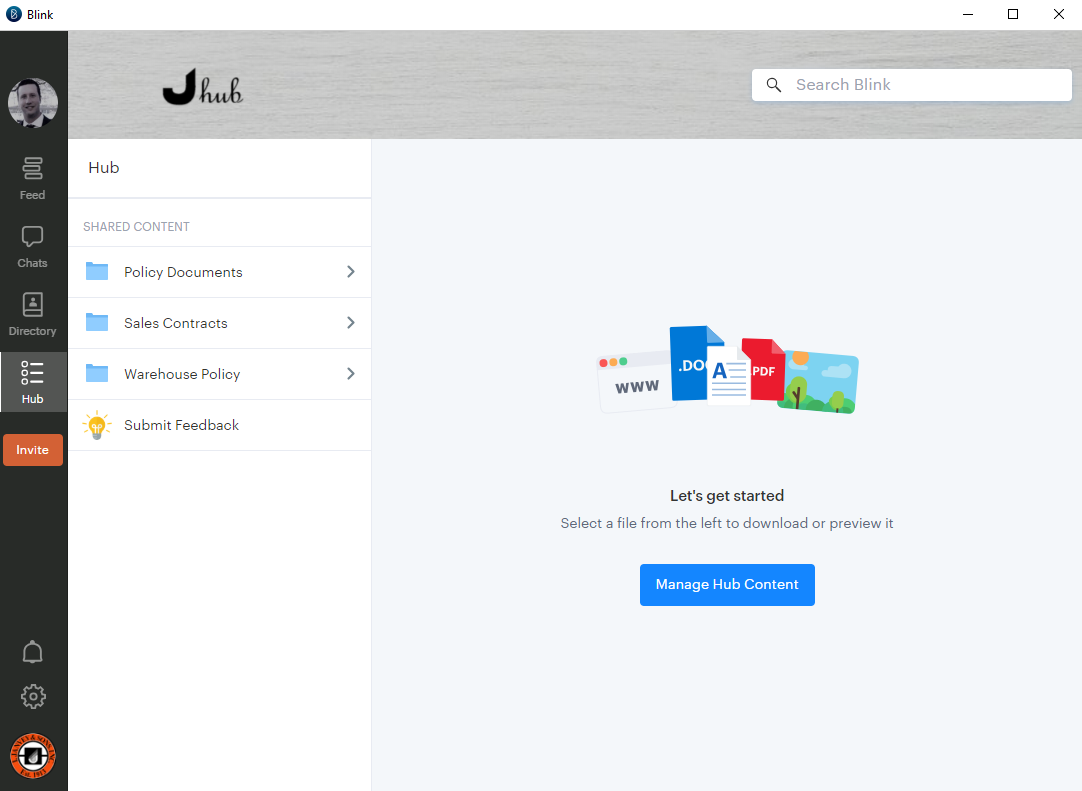 Blink
J hub
Search Blink
Feed
Chats
Directory
Hub
Invite
Hub
SHARED CONTENT
Policy Documents
Sales Contracts
Warehouse Policy
Submit Feedback
www
.DOC
A
.PDF
Let's get started
Select a file from the left to download or preview it
Manage Hub Content